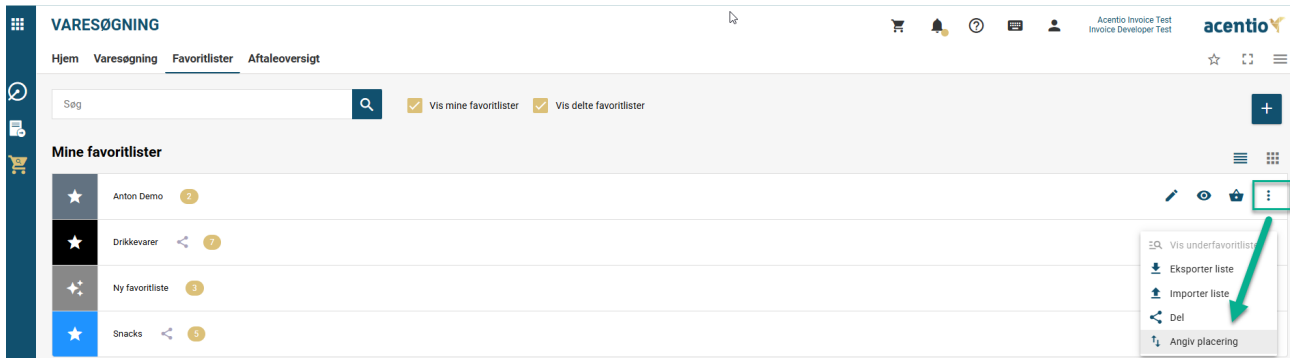 VARESØGNING
Acentio Invoice Test
Invoice Developer Test
acentio
Hjem Varesøgning Favoritlister Aftaleoversigt
Søg
Vis mine favoritlister Vis delte favoritlister
Mine favoritlister
Anton Demo 2
Drikkevarer 7
Vis underfavoritliste
Eksporter liste
Ny favoritliste 3
Importer liste
Del
Snacks 5
Angiv placering